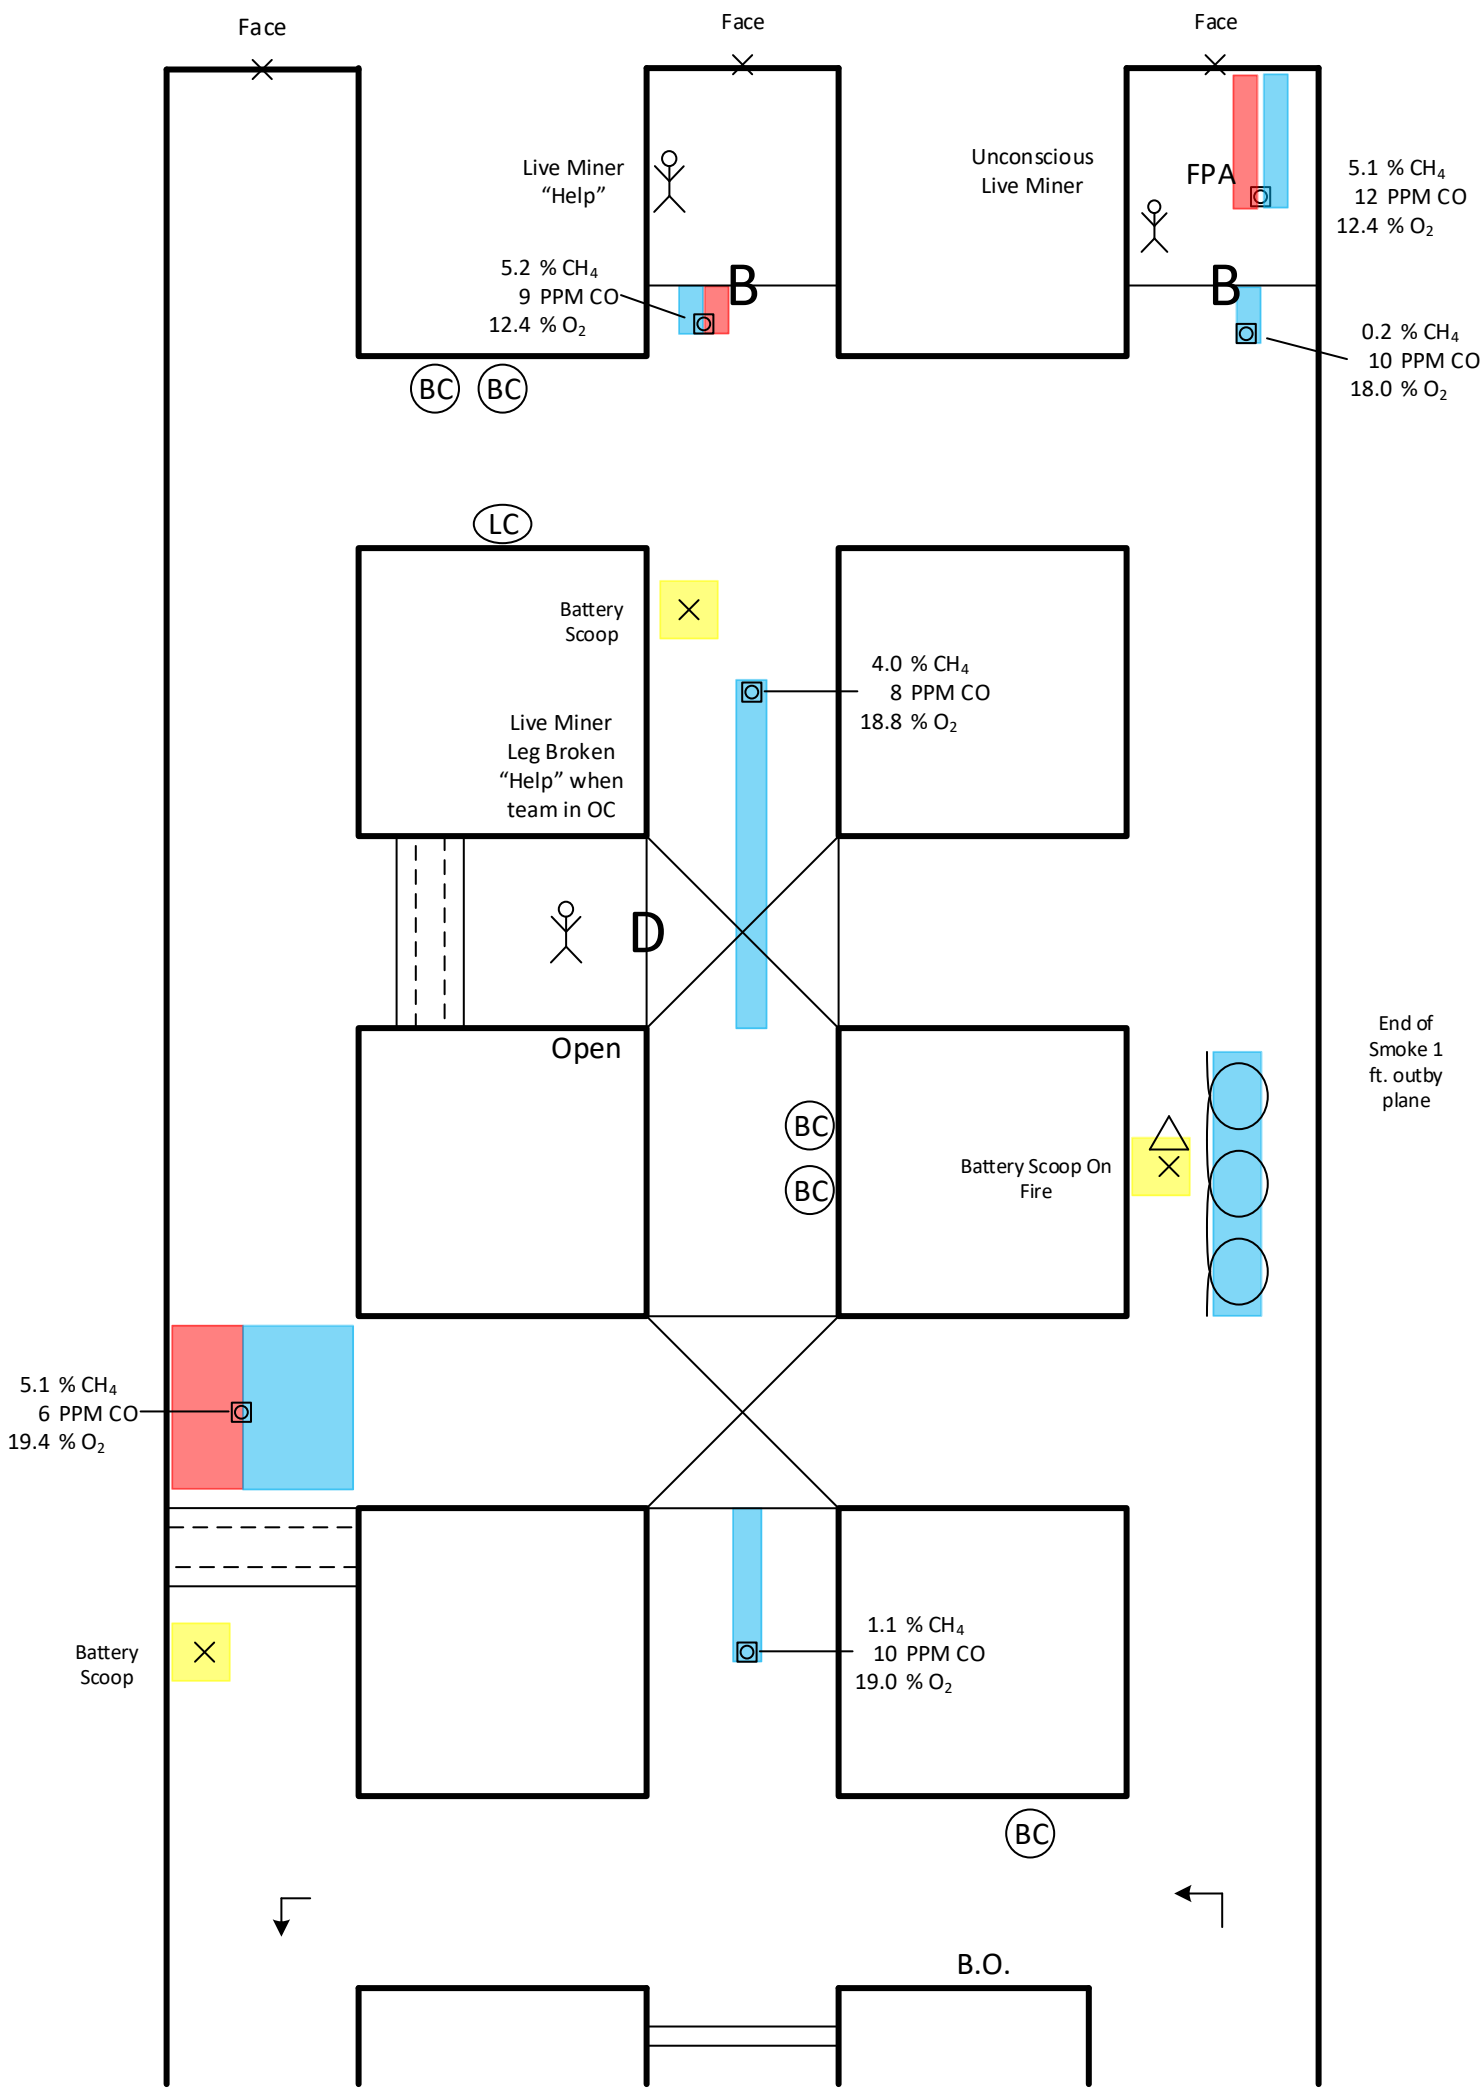 Face
Face
Face
Live Miner
“Help”
Unconscious
Live Miner
FPA
5.1 % CH₄
12 PPM CO
12.4 % O₂
5.2 % CH₄
9 PPM CO
12.4 % O₂
B
B
0.2 % CH₄
10 PPM CO
18.0 % O₂
BC
BC
LC
Battery
Scoop
4.0 % CH₄
8 PPM CO
18.8 % O₂
Live Miner
Leg Broken
“Help” when
team in OC
D
Open
End of
Smoke 1
ft. outby
plane
BC
BC
Battery Scoop On
Fire
5.1 % CH₄
6 PPM CO
19.4 % O₂
Battery
Scoop
1.1 % CH₄
10 PPM CO
19.0 % O₂
BC
B.O.